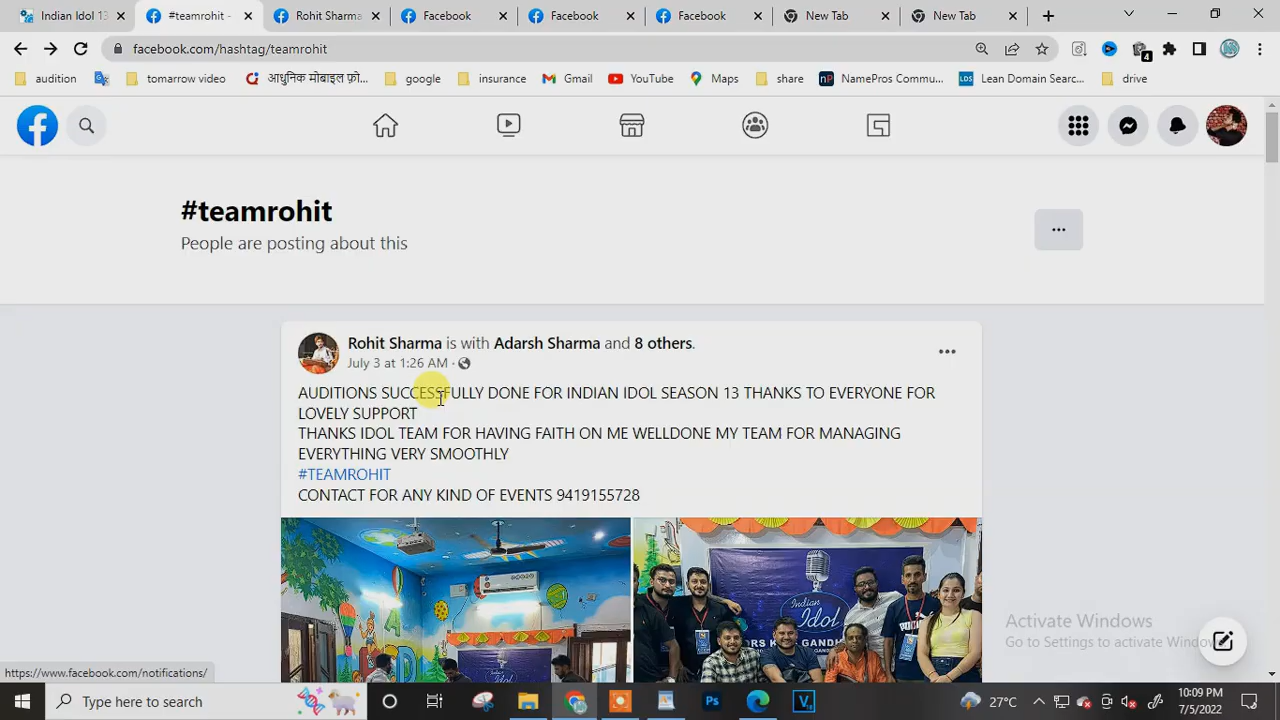 Indian Idol 13
#teamrohit -
Rohit Sharma
Facebook
Facebook
Facebook
New Tab
New Tab
facebook.com/hashtag/teamrohit
4
audition
tomarrow video
आधुनिक मोबाइल फ़ो...
google
insurance
Gmail
YouTube
Maps
share
NamePros Commu...
Lean Domain Searc...
drive
#teamrohit
People are posting about this
Rohit Sharma is with Adarsh Sharma and 8 others.
July 3 at 1:26 AM ·
AUDITIONS SUCCESSFULLY DONE FOR INDIAN IDOL SEASON 13 THANKS TO EVERYONE FOR
LOVELY SUPPORT
THANKS IDOL TEAM FOR HAVING FAITH ON ME WELLDONE MY TEAM FOR MANAGING
EVERYTHING VERY SMOOTHLY
#TEAMROHIT
CONTACT FOR ANY KIND OF EVENTS 9419155728
Indian
Idol
Activate Windows
Go to Settings to activate Windows
https://www.facebook.com/notifications/
Type here to search
27°C
10:09 PM
7/5/2022